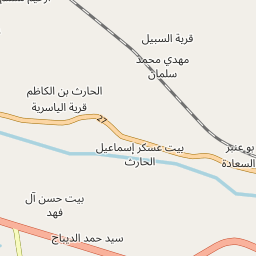 قرية السبيل
مهدي محمد
سلمان
الحارث بن الكاظم
قرية الياسرية
27
بيت عسكر إسماعيل
الحارث
بو عنبر
السعادة
بيت حسن آل
فهد
سيد حمد الديباج